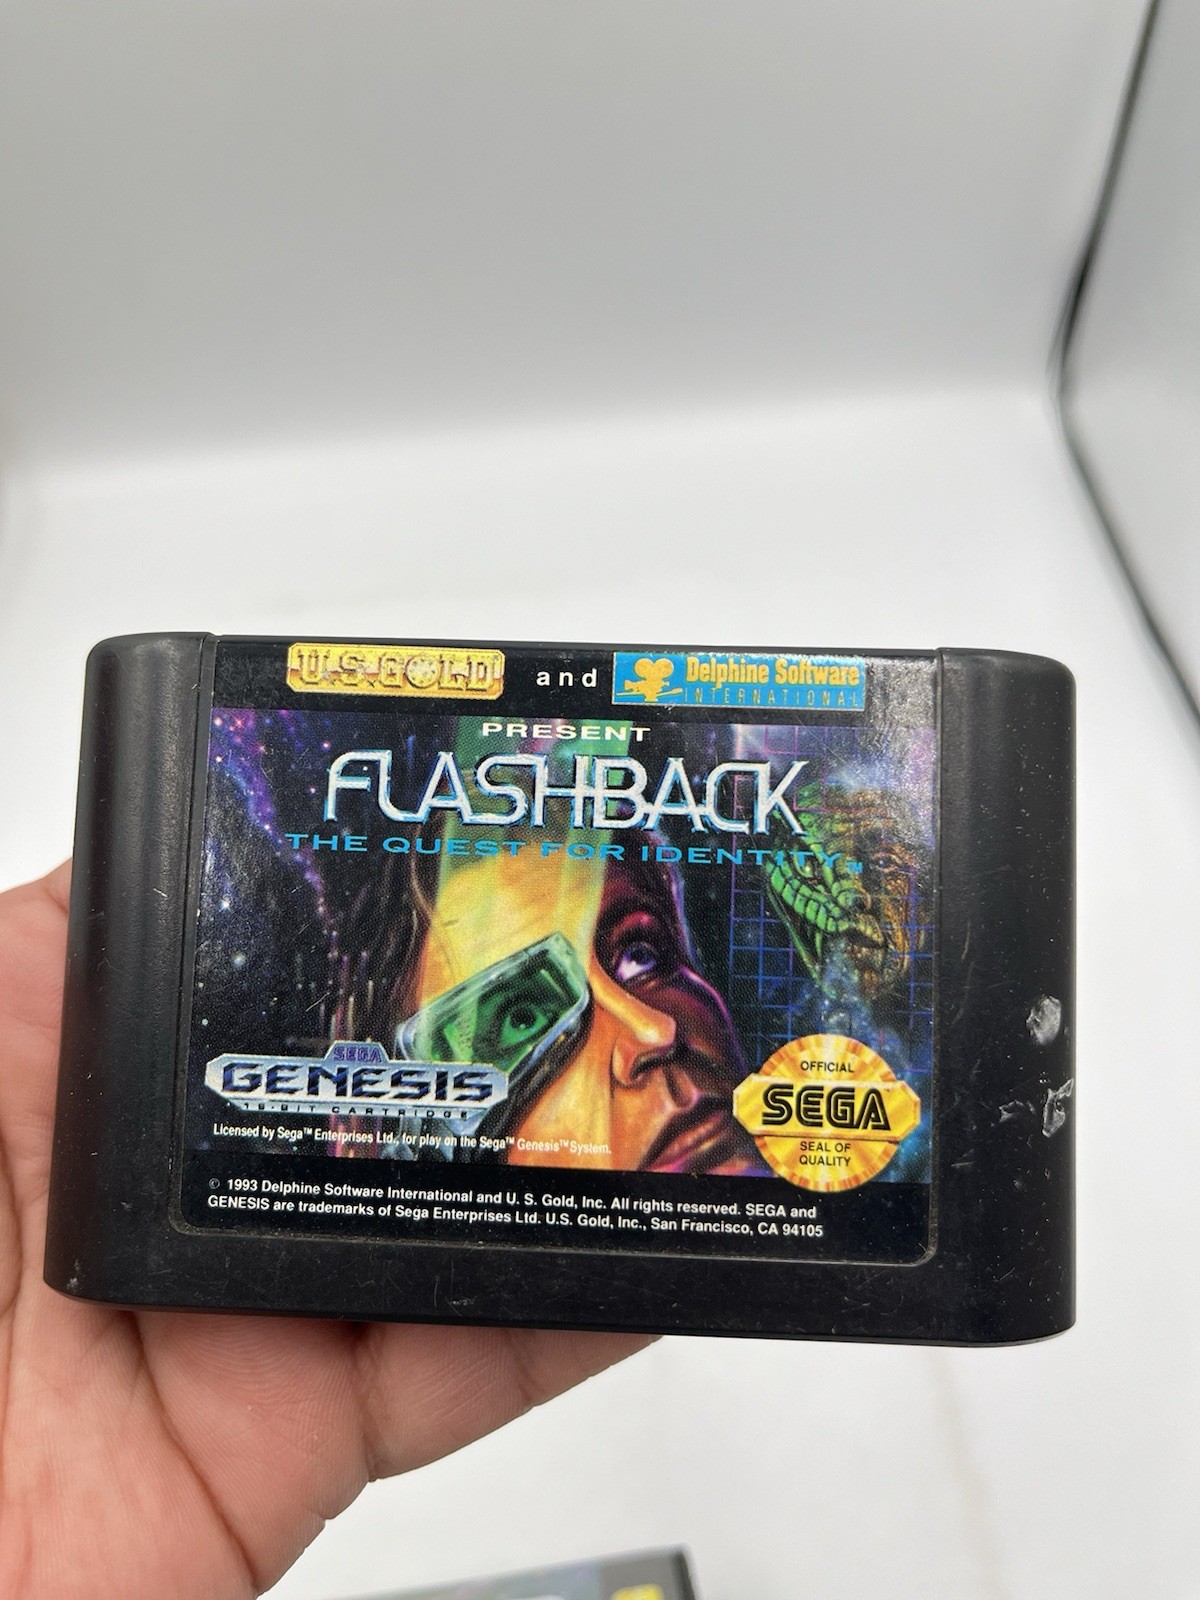 U.S. GOLD and Delphine Software
INTERNATIONAL
PRESENT
FLASHBACK
THE QUEST FOR IDENTITY™
SEGA
GENESIS
16-BIT CARTRIDGE
Licensed by Sega™ Enterprises Ltd., for play on the Sega™ Genesis™ System.
OFFICIAL
SEGA
SEAL OF
QUALITY
© 1993 Delphine Software International and U. S. Gold, Inc. All rights reserved. SEGA and
GENESIS are trademarks of Sega Enterprises Ltd. U.S. Gold, Inc., San Francisco, CA 94105